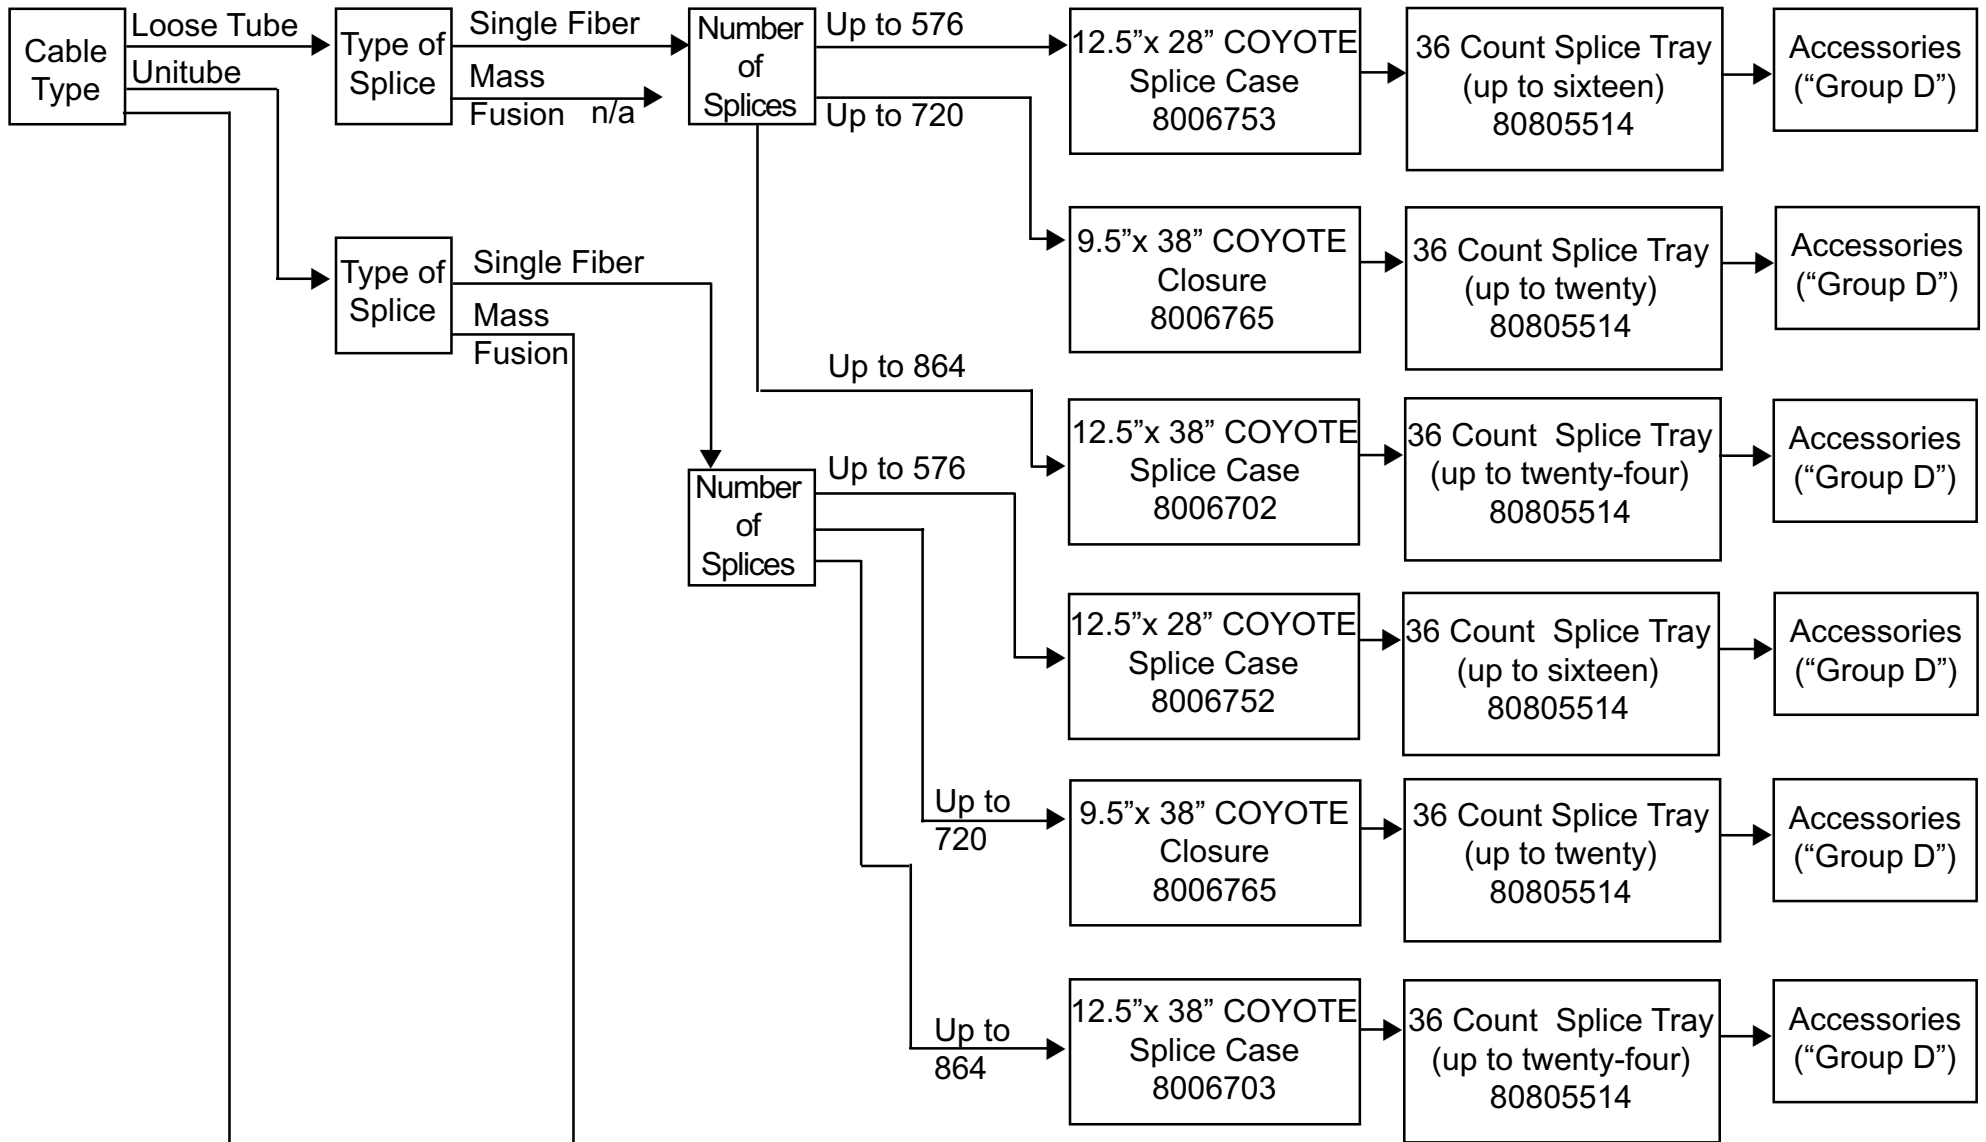 Cable
Type
Loose Tube
Unitube
Type of
Splice
Single Fiber
Mass
Fusion n/a
Number
of
Splices
Up to 576
Up to 720
Up to 864
12.5”x 28” COYOTE
Splice Case
8006753
36 Count Splice Tray
(up to sixteen)
80805514
Accessories
(“Group D”)
9.5”x 38” COYOTE
Closure
8006765
36 Count Splice Tray
(up to twenty)
80805514
Accessories
(“Group D”)
12.5”x 38” COYOTE
Splice Case
8006702
36 Count Splice Tray
(up to twenty-four)
80805514
Accessories
(“Group D”)
Type of
Splice
Single Fiber
Mass
Fusion
Number
of
Splices
Up to 576
Up to
720
Up to
864
12.5”x 28” COYOTE
Splice Case
8006752
36 Count Splice Tray
(up to sixteen)
80805514
Accessories
(“Group D”)
9.5”x 38” COYOTE
Closure
8006765
36 Count Splice Tray
(up to twenty)
80805514
Accessories
(“Group D”)
12.5”x 38” COYOTE
Splice Case
8006703
36 Count Splice Tray
(up to twenty-four)
80805514
Accessories
(“Group D”)